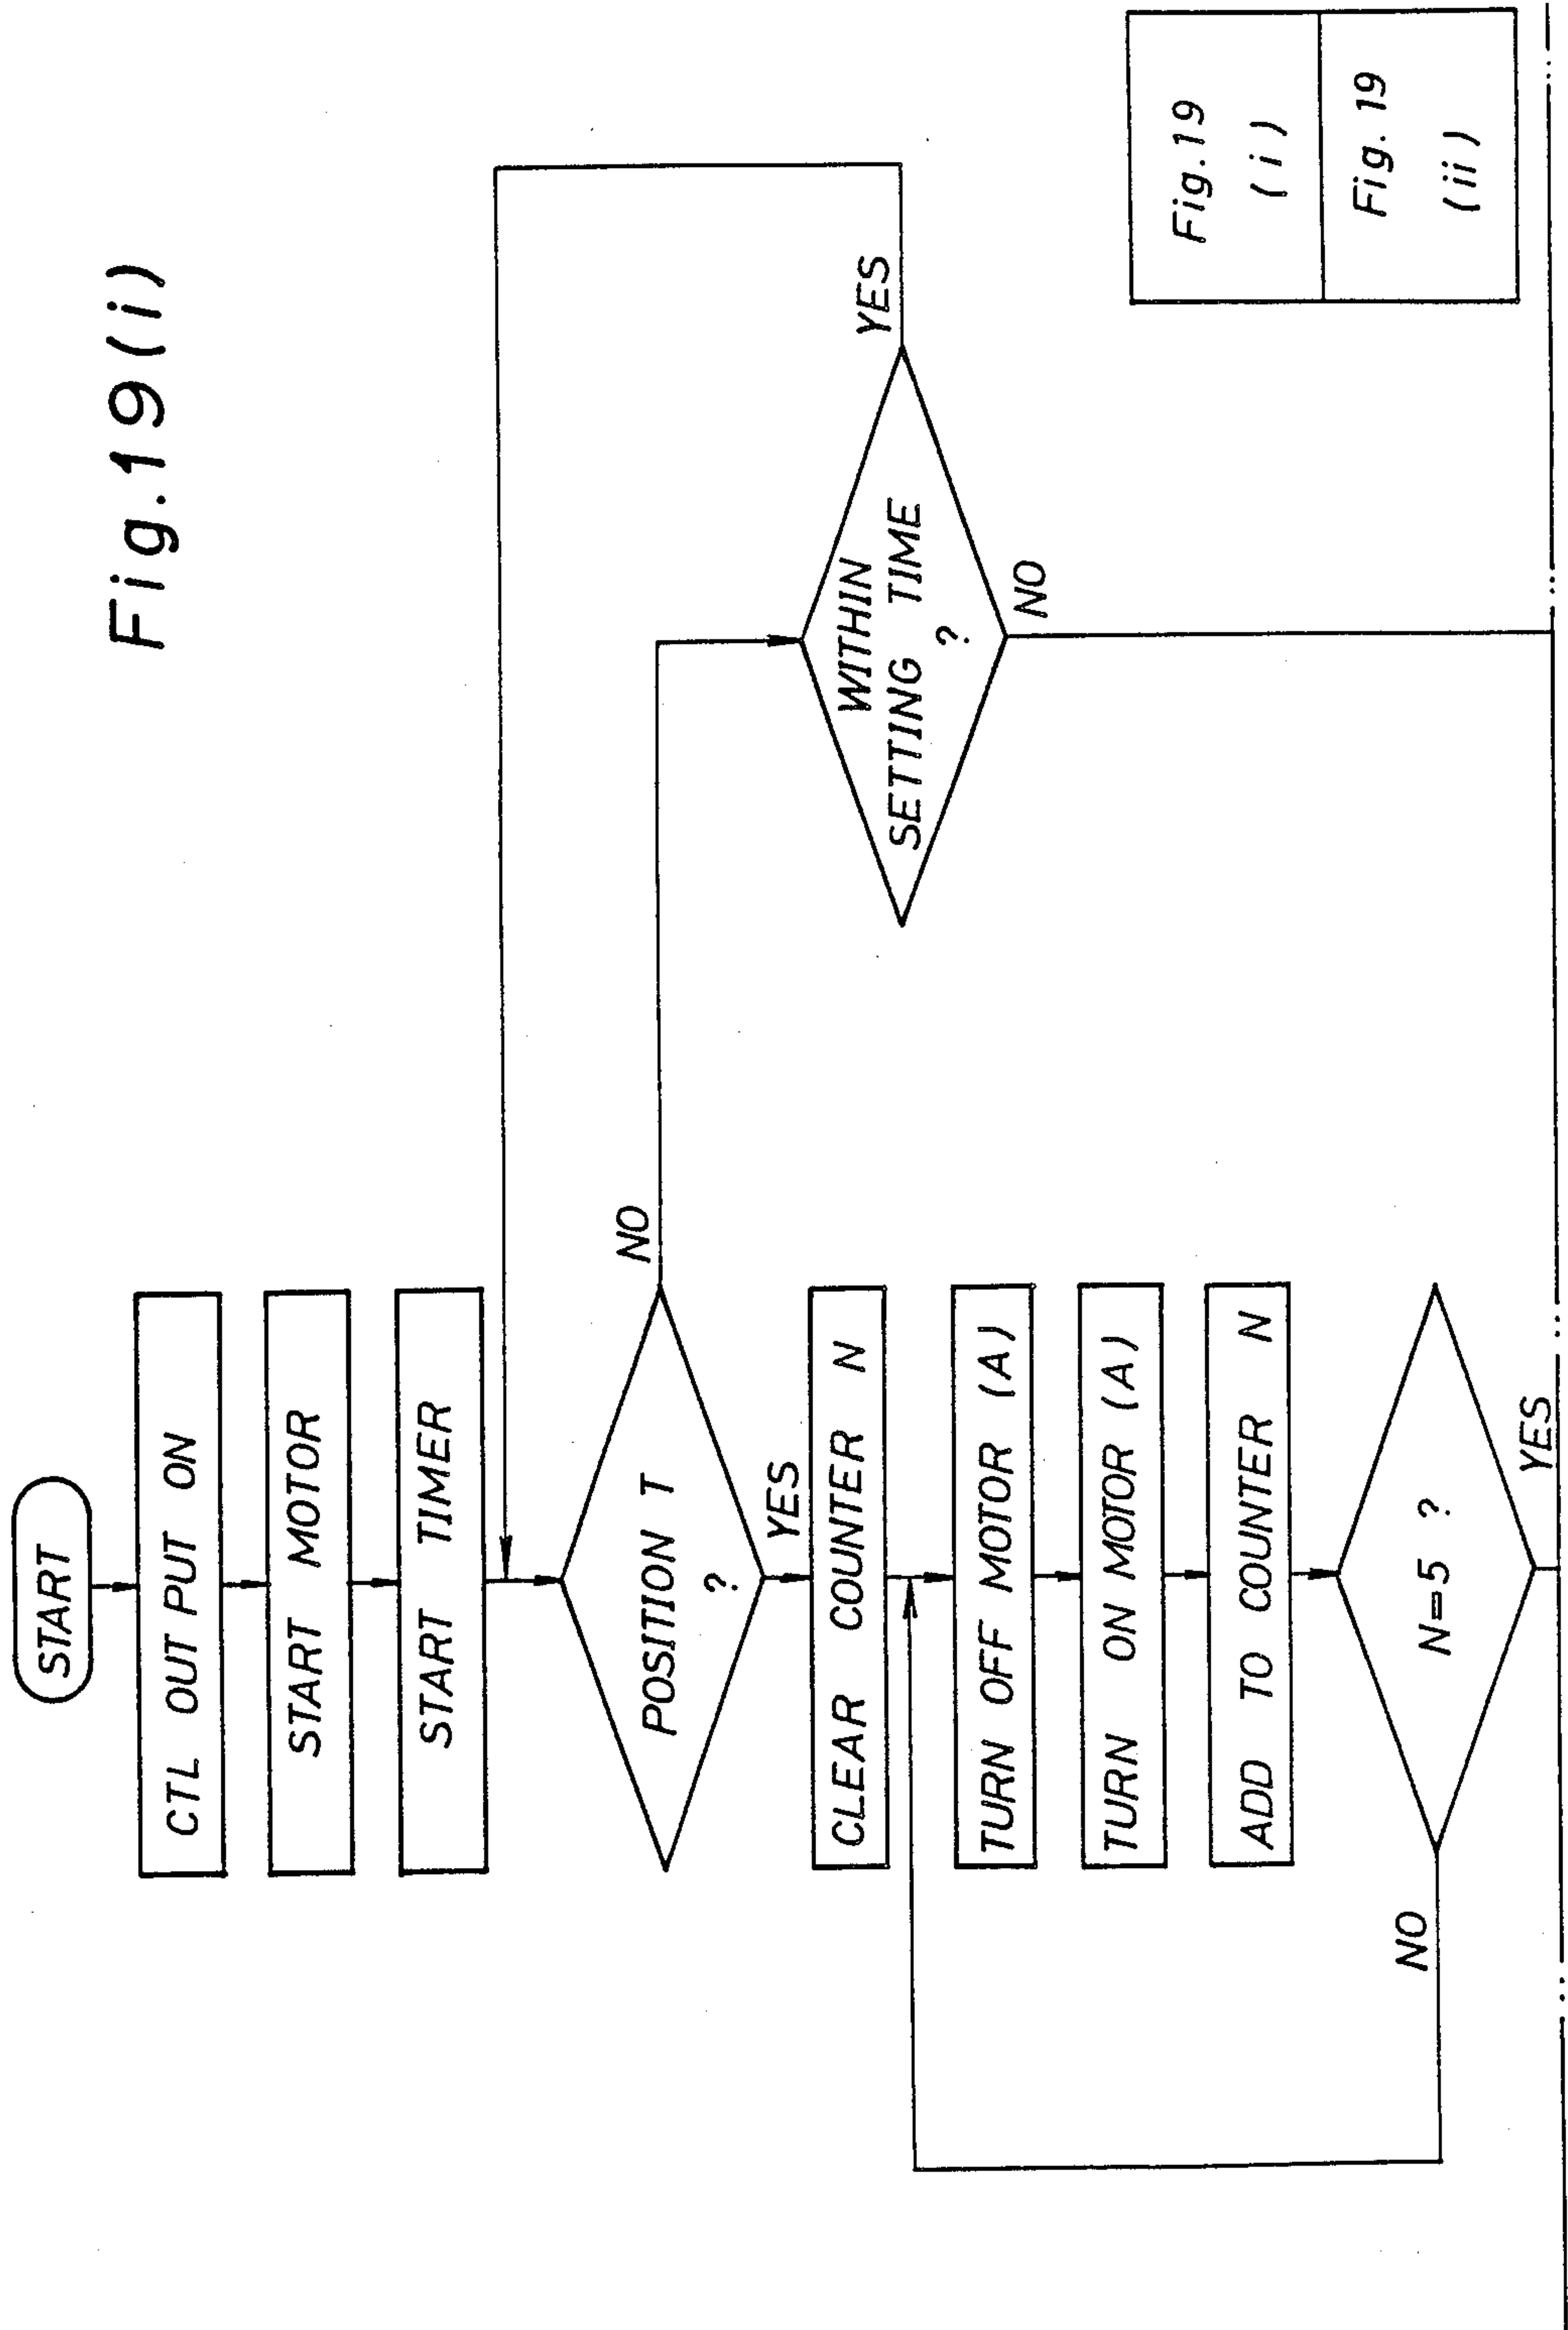 Fig.19(i)
START
CTL OUT PUT ON
START MOTOR
START TIMER
POSITION T
?
NO
YES
WITHIN
SETTING TIME
?
YES
NO
CLEAR COUNTER N
TURN OFF MOTOR (A)
TURN ON MOTOR (A)
ADD TO COUNTER N
N=5 ?
NO
YES
Fig.19
(i)
Fig.19
(ii)